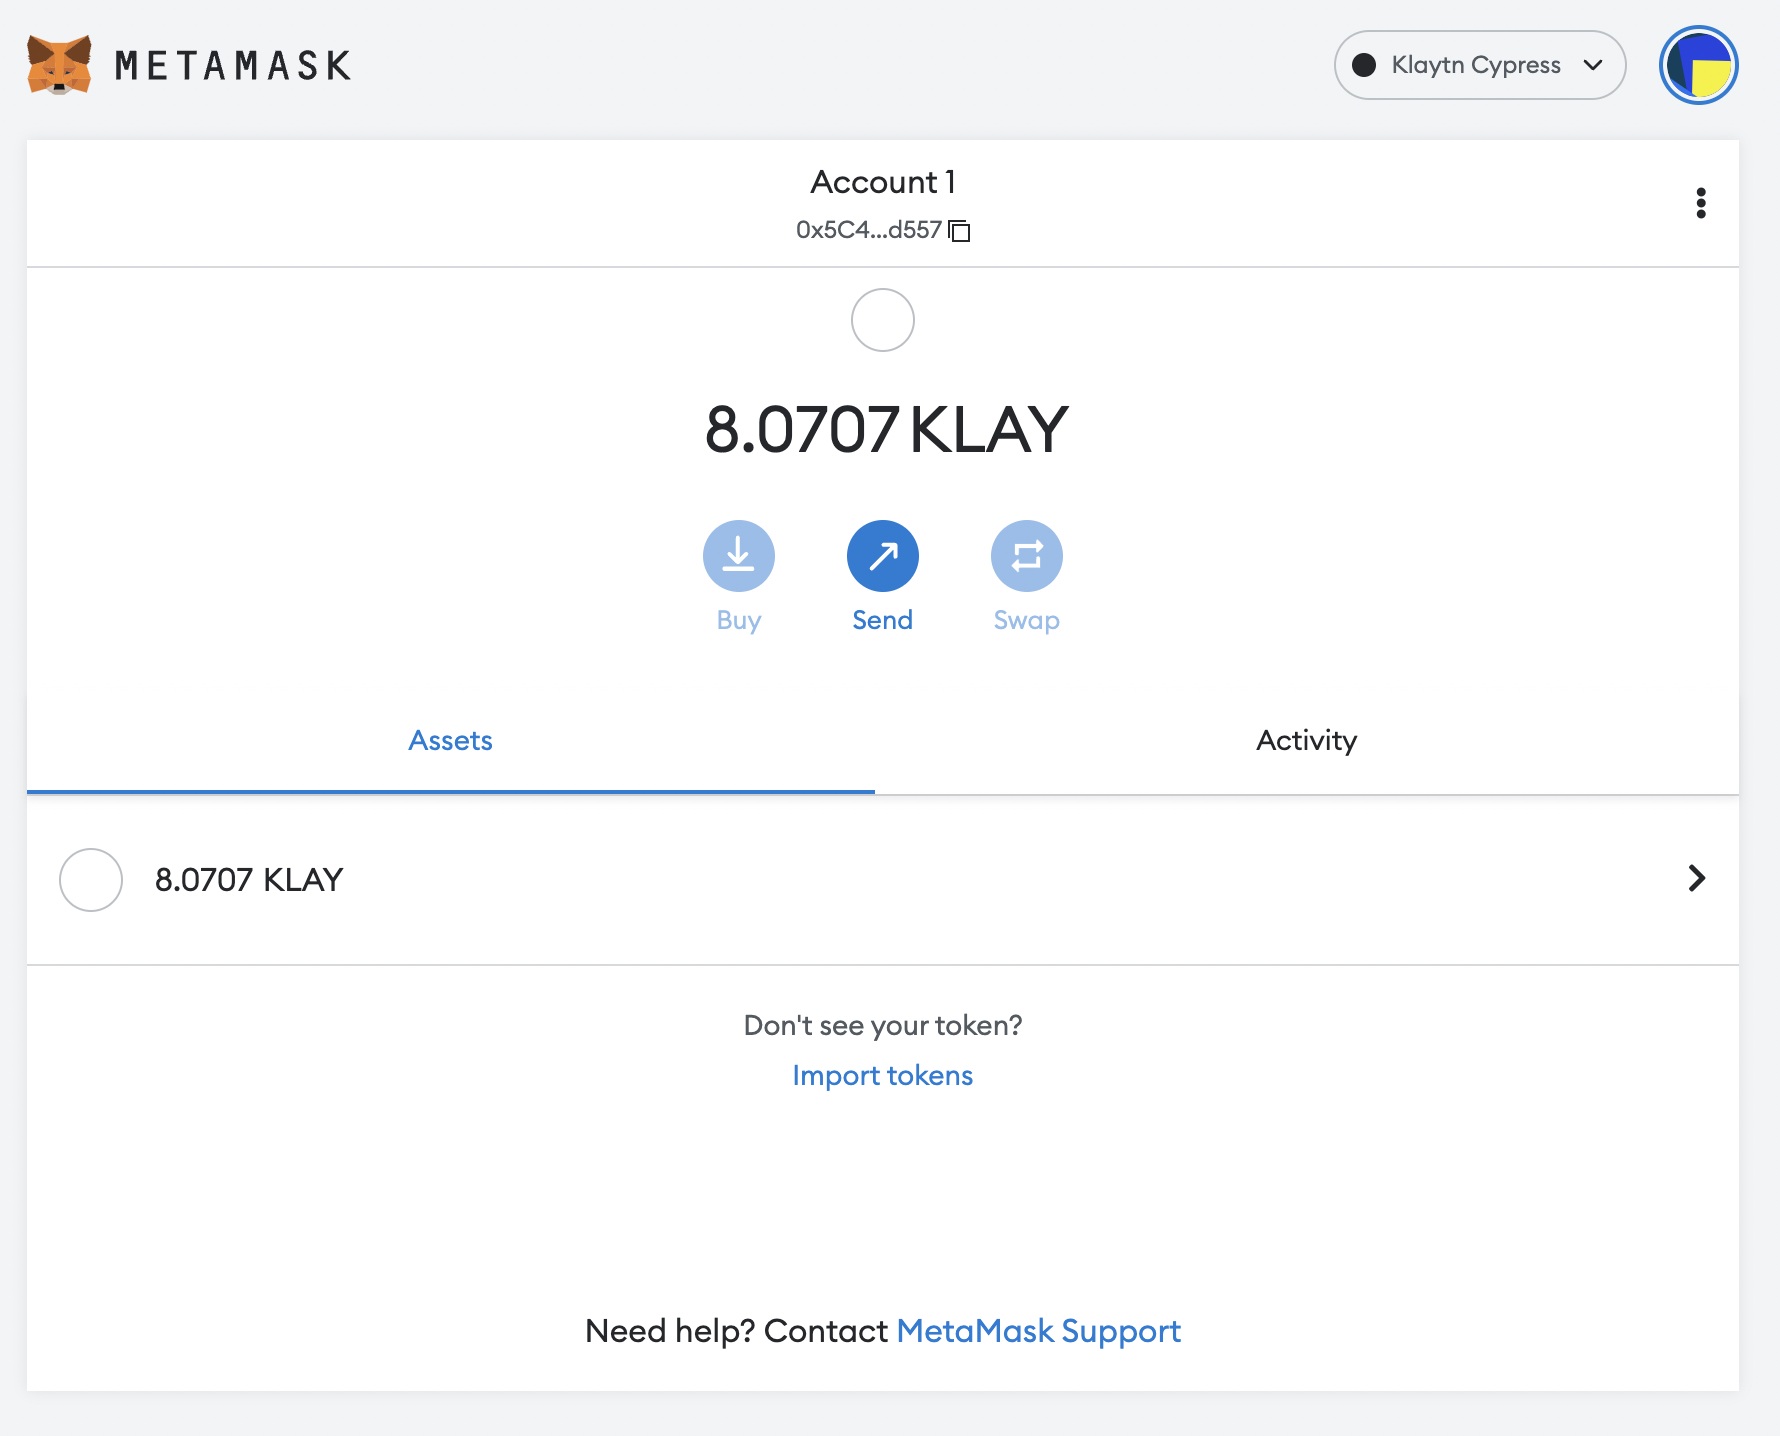 METAMASK
Klaytn Cypress
Account 1
0x5C4...d557
8.0707 KLAY
Buy
Send
Swap
Assets
Activity
8.0707 KLAY
Don't see your token?
Import tokens
Need help? Contact MetaMask Support